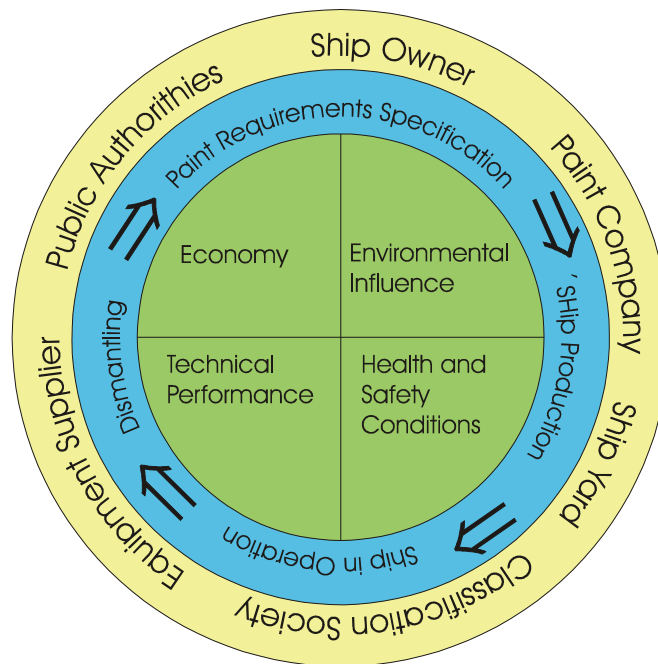 Ship Owner
Paint Company
Ship Yard
Classification Society
Equipment Supplier
Public Authorithies
Paint Requirements Specification
' SHip Production
Ship in Operation
Dismantling
Economy
Environmental
Influence
Technical
Performance
Health and
Safety
Conditions